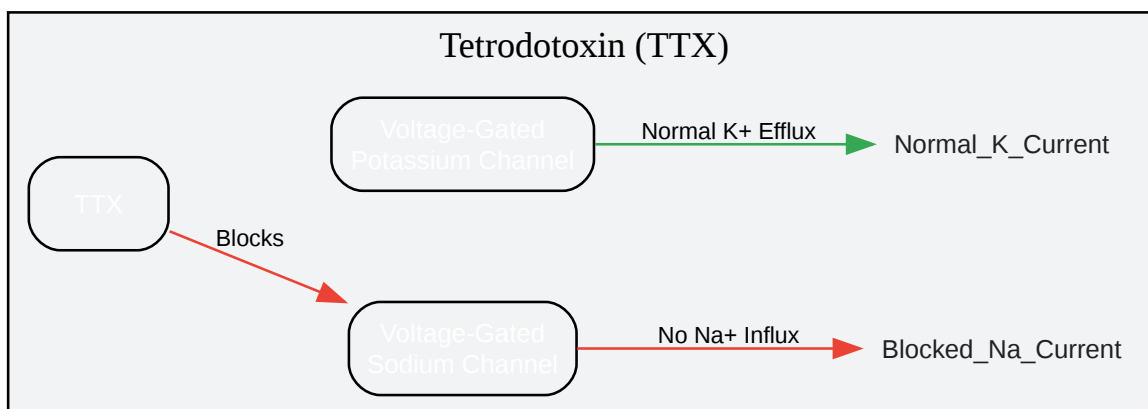 Tetrodotoxin (TTX)
Voltage-Gated
Potassium Channel
Normal K+ Efflux
Normal_K_Current
TTX
Blocks
Voltage-Gated
Sodium Channel
No Na+ Influx
Blocked_Na_Current